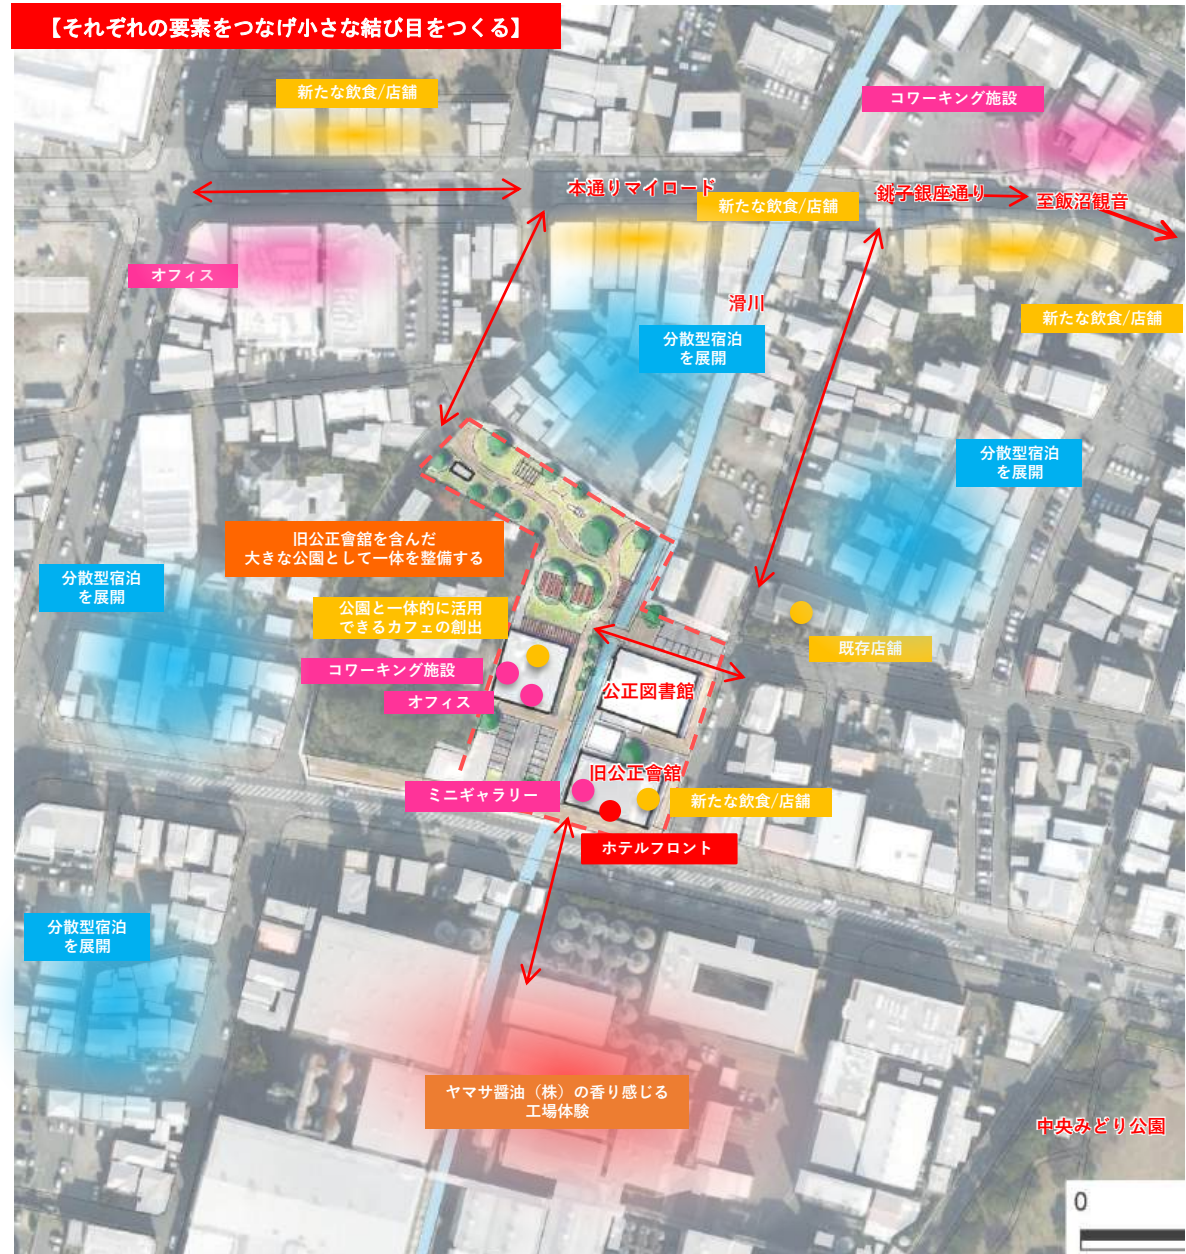 【それぞれの要素をつなげ小さな結び目をつくる】
新たな飲食/店舗
コワーキング施設
本通りマイロード
新たな飲食/店舗
銚子銀座通り
至飯沼観音
オフィス
滑川
新たな飲食/店舗
分散型宿泊
を展開
分散型宿泊
を展開
旧公正會舘を含んだ
大きな公園として一体を整備する
分散型宿泊
を展開
公園と一体的に活用
できるカフェの創出
既存店舗
コワーキング施設
オフィス
公正図書館
旧公正會舘
ミニギャラリー
新たな飲食/店舗
ホテルフロント
分散型宿泊
を展開
ヤマサ醤油（株）の香り感じる
工場体験
中央みどり公園
0